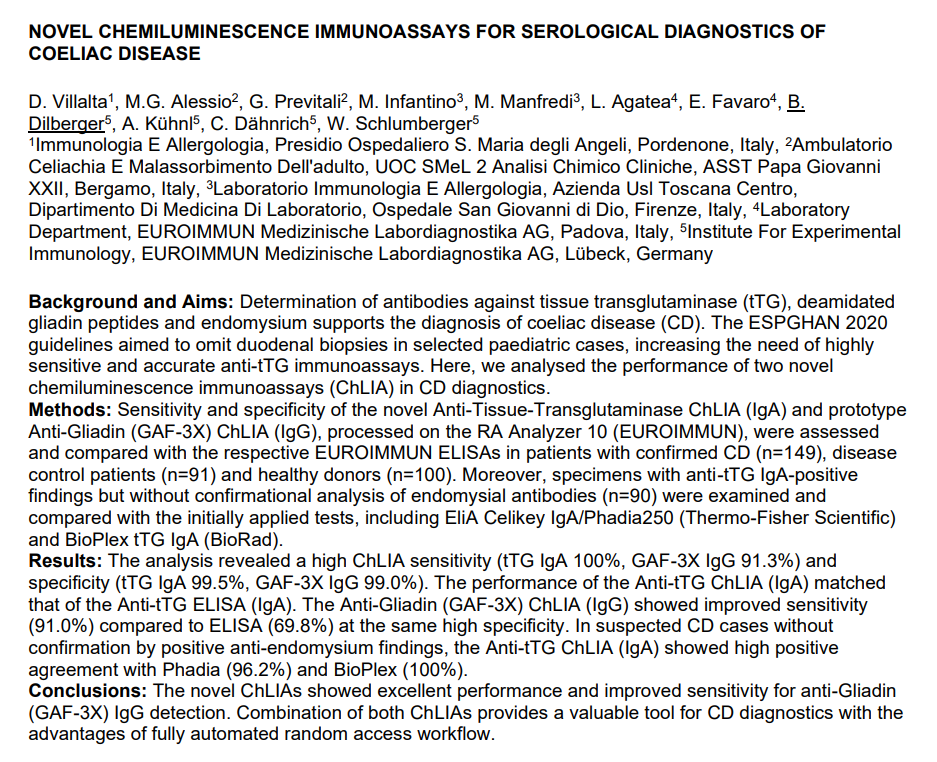 NOVEL CHEMILUMINESCENCE IMMUNOASSAYS FOR SEROLOGICAL DIAGNOSTICS OF
COELIAC DISEASE
D. Villalta¹, M.G. Alessio², G. Previtali², M. Infantino³, M. Manfredi³, L. Agatea⁴, E. Favaro⁴, B.
Dilberger⁵, A. Kühnl⁵, C. Dähnrich⁵, W. Schlumberger⁵
¹Immunologia E Allergologia, Presidio Ospedaliero S. Maria degli Angeli, Pordenone, Italy, ²Ambulatorio
Celiachia E Malassorbimento Dell'adulto, UOC SMeL 2 Analisi Chimico Cliniche, ASST Papa Giovanni
XXII, Bergamo, Italy, ³Laboratorio Immunologia E Allergologia, Azienda Usl Toscana Centro,
Dipartimento Di Medicina Di Laboratorio, Ospedale San Giovanni di Dio, Firenze, Italy, ⁴Laboratory
Department, EUROIMMUN Medizinische Labordiagnostika AG, Padova, Italy, ⁵Institute For Experimental
Immunology, EUROIMMUN Medizinische Labordiagnostika AG, Lübeck, Germany
Background and Aims: Determination of antibodies against tissue transglutaminase (tTG), deamidated
gliadin peptides and endomysium supports the diagnosis of coeliac disease (CD). The ESPGHAN 2020
guidelines aimed to omit duodenal biopsies in selected paediatric cases, increasing the need of highly
sensitive and accurate anti-tTG immunoassays. Here, we analysed the performance of two novel
chemiluminescence immunoassays (ChLIA) in CD diagnostics.
Methods: Sensitivity and specificity of the novel Anti-Tissue-Transglutaminase ChLIA (IgA) and prototype
Anti-Gliadin (GAF-3X) ChLIA (IgG), processed on the RA Analyzer 10 (EUROIMMUN), were assessed
and compared with the respective EUROIMMUN ELISAs in patients with confirmed CD (n=149), disease
control patients (n=91) and healthy donors (n=100). Moreover, specimens with anti-tTG IgA-positive
findings but without confirmational analysis of endomysial antibodies (n=90) were examined and
compared with the initially applied tests, including EliA Celikey IgA/Phadia250 (Thermo-Fisher Scientific)
and BioPlex tTG IgA (BioRad).
Results: The analysis revealed a high ChLIA sensitivity (tTG IgA 100%, GAF-3X IgG 91.3%) and
specificity (tTG IgA 99.5%, GAF-3X IgG 99.0%). The performance of the Anti-tTG ChLIA (IgA) matched
that of the Anti-tTG ELISA (IgA). The Anti-Gliadin (GAF-3X) ChLIA (IgG) showed improved sensitivity
(91.0%) compared to ELISA (69.8%) at the same high specificity. In suspected CD cases without
confirmation by positive anti-endomysium findings, the Anti-tTG ChLIA (IgA) showed high positive
agreement with Phadia (96.2%) and BioPlex (100%).
Conclusions: The novel ChLIAs showed excellent performance and improved sensitivity for anti-Gliadin
(GAF-3X) IgG detection. Combination of both ChLIAs provides a valuable tool for CD diagnostics with the
advantages of fully automated random access workflow.